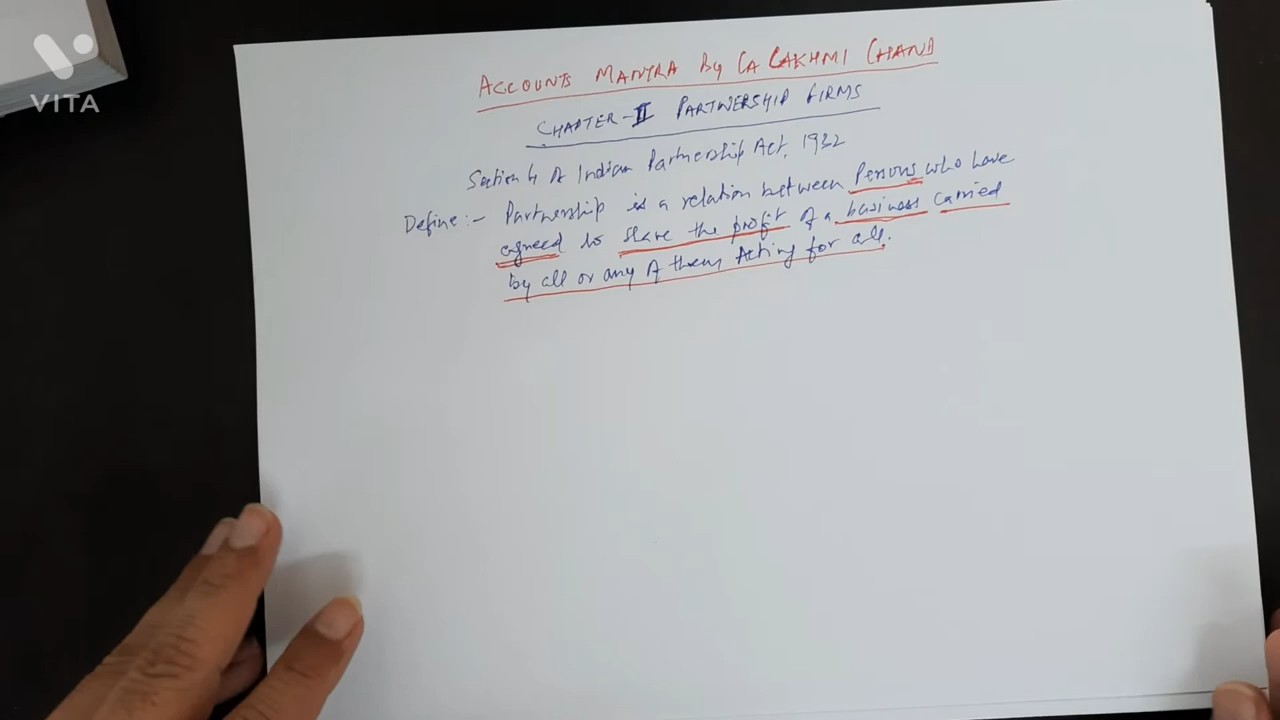 VITA
ACCOUNTS MANTRA By CA LAKHMI CHAND
CHAPTER-II PARTNERSHIP FIRMS
Section 4 of Indian Partnership Act, 1932
Define:- Partnership is a relation between Persons who have
agreed to share the profit of a business carried
by all or any of them Acting for all.